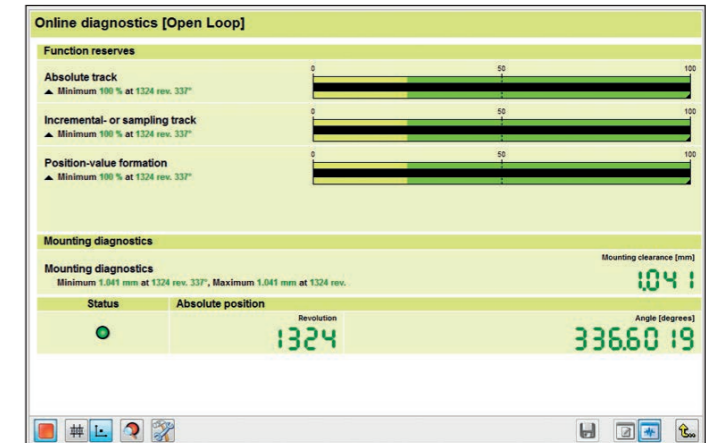 Online diagnostics [Open Loop]
Function reserves
Absolute track
Minimum 100 % at 1324 rev. 337°
0 50 100
Incremental- or sampling track
Minimum 100 % at 1324 rev. 337°
0 50 100
Position-value formation
Minimum 100 % at 1324 rev. 337°
0 50 100
Mounting diagnostics
Mounting clearance [mm]
Mounting diagnostics
Minimum 1.041 mm at 1324 rev. 337°, Maximum 1.041 mm at 1324 rev.
1.041
Status Absolute position
Revolution Angle [degrees]
1324 336.6019